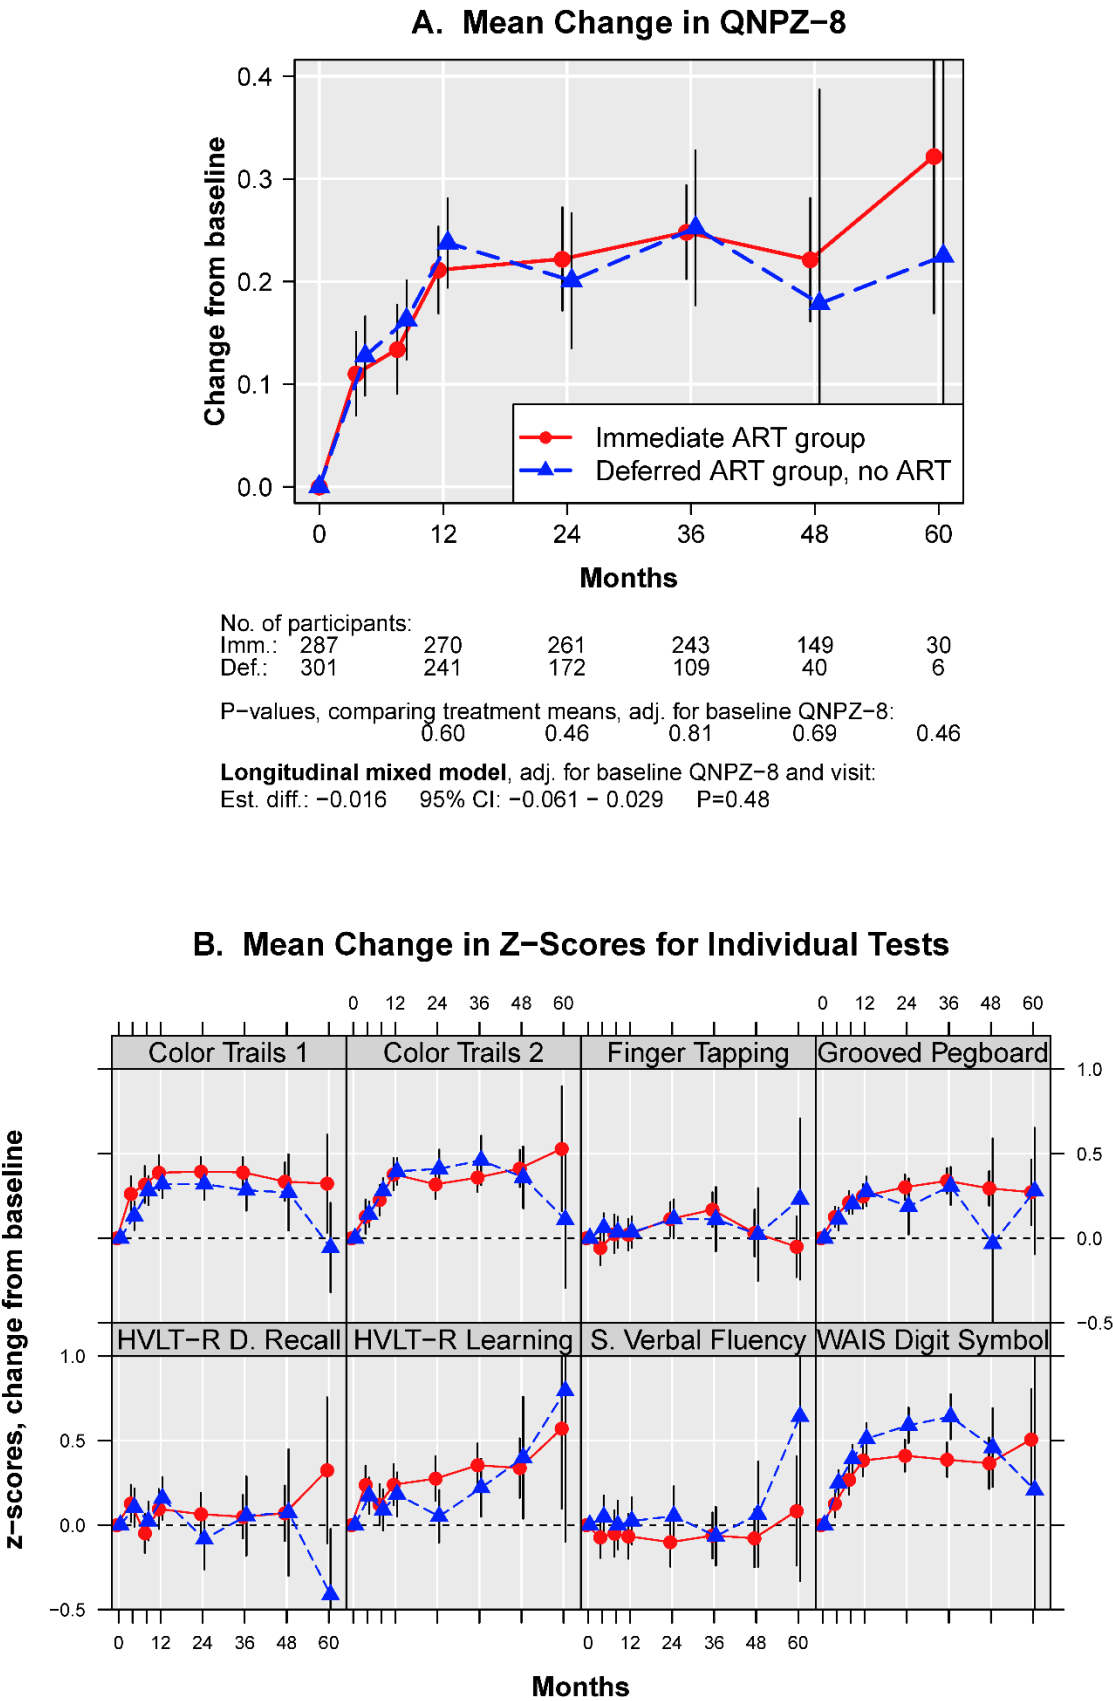 A. Mean Change in QNPZ−8
0.4
0.3
0.2
0.1
0.0
Change from baseline
Immediate ART group
Deferred ART group, no ART
0 12 24 36 48 60
Months
No. of participants:
Imm.: 287 270 261 243 149 30
Def.: 301 241 172 109 40 6
P−values, comparing treatment means, adj. for baseline QNPZ−8:
0.60 0.46 0.81 0.69 0.46
Longitudinal mixed model, adj. for baseline QNPZ−8 and visit:
Est. diff.: −0.016 95% CI: −0.061 − 0.029 P=0.48
B. Mean Change in Z−Scores for Individual Tests
0 12 24 36 48 60 0 12 24 36 48 60
Color Trails 1 Color Trails 2 Finger Tapping Grooved Pegboard
1.0
0.5
0.0
−0.5
HVLT−R D. Recall HVLT−R Learning S. Verbal Fluency WAIS Digit Symbol
1.0
0.5
0.0
−0.5
z−scores, change from baseline
0 12 24 36 48 60 0 12 24 36 48 60
Months